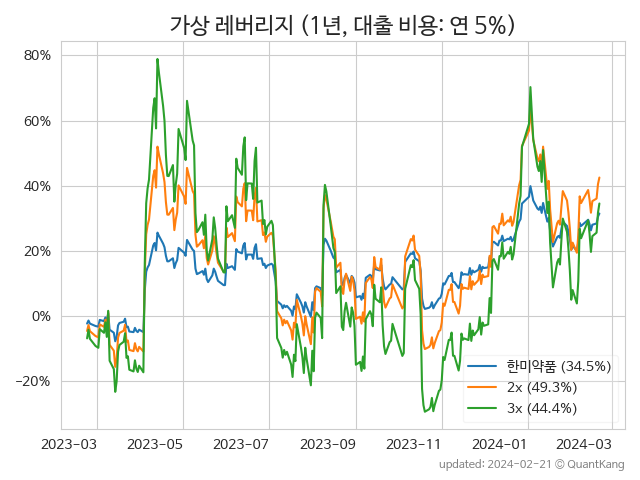 가상 레버리지 (1년, 대출 비용: 연 5%)
80%
60%
40%
20%
0%
−20%
한미약품 (34.5%)
2x (49.3%)
3x (44.4%)
2023-03 2023-05 2023-07 2023-09 2023-11 2024-01 2024-03
updated: 2024-02-21 © QuantKang